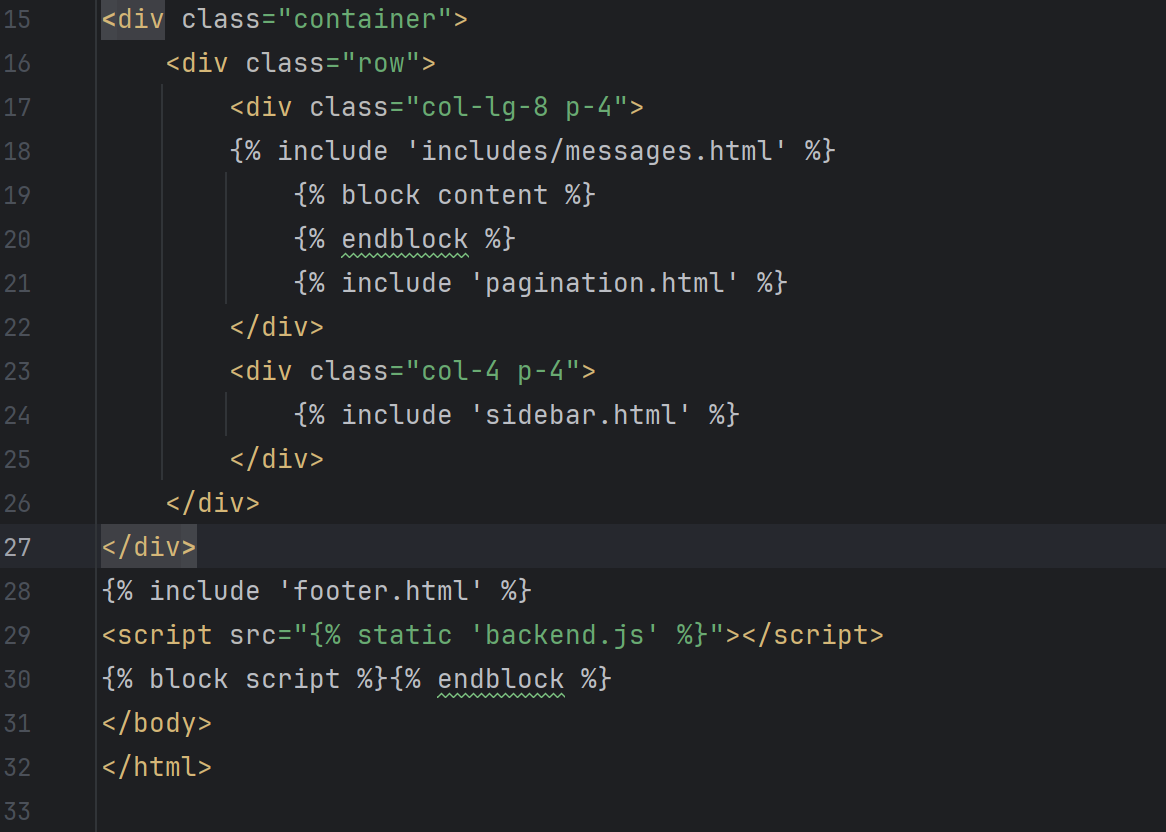 15 <div class="container">
16     <div class="row">
17         <div class="col-lg-8 p-4">
18         {% include 'includes/messages.html' %}
19             {% block content %}
20             {% endblock %}
21             {% include 'pagination.html' %}
22         </div>
23         <div class="col-4 p-4">
24             {% include 'sidebar.html' %}
25         </div>
26     </div>
27 </div>
28 {% include 'footer.html' %}
29 <script src="{% static 'backend.js' %}"></script>
30 {% block script %}{% endblock %}
31 </body>
32 </html>
33